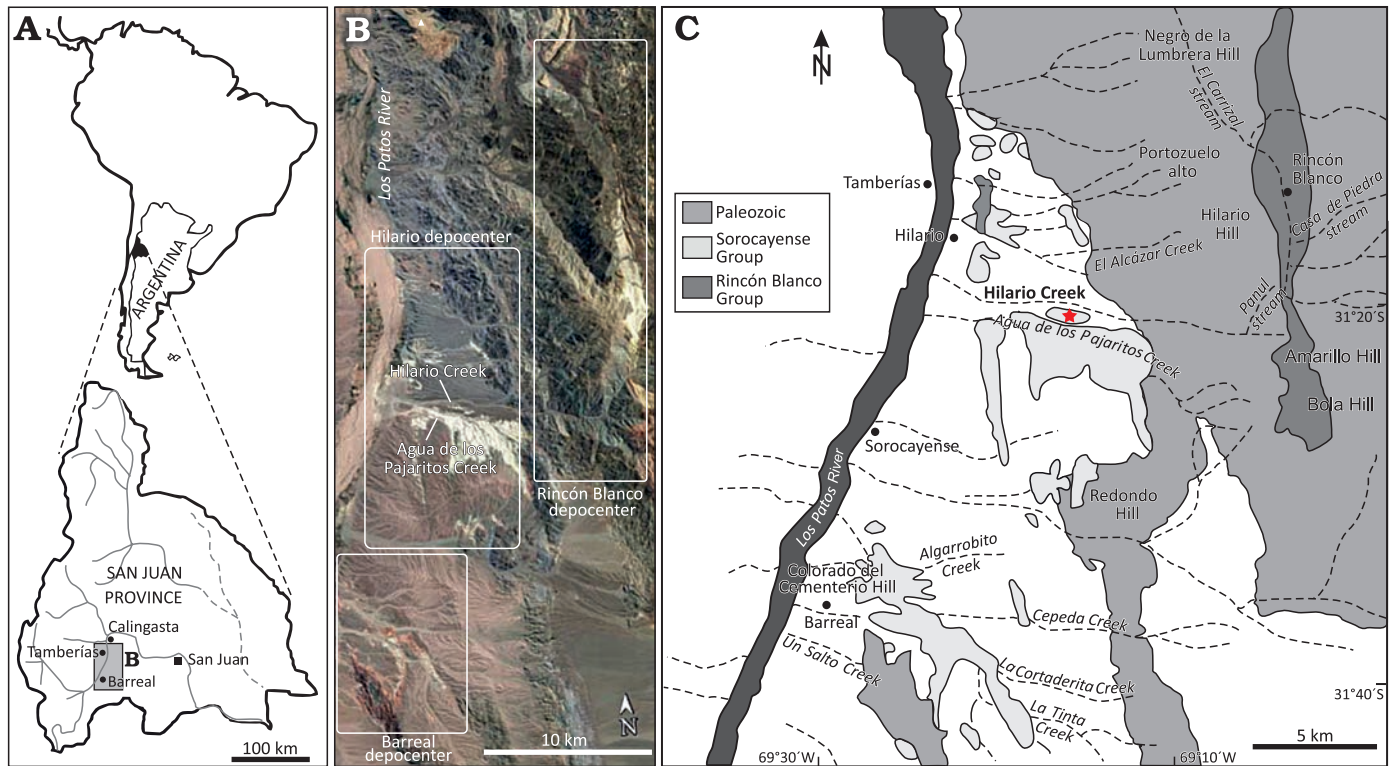 A
ARGENTINA
SAN JUAN
PROVINCE
Calingasta
Tamberías
B
San Juan
Barreal
100 km
B
Los Patos River
Hilario depocenter
Hilario Creek
Agua de los
Pajaritos Creek
Rincón Blanco
depocenter
Barreal
depocenter
N
10 km
C
N
Negro de la
Lumbrera Hill
El Carrizal
stream
Portozuelo
alto
Rincón
Blanco
Casa de Piedra
stream
Tamberías
Paleozoic
Sorocayense
Group
Rincón Blanco
Group
Hilario
Hilario
Hill
El Alcázar Creek
Hilario Creek
Panul
stream
31°20´S
Agua de los Pajaritos Creek
Amarillo Hill
Bola Hill
Sorocayense
Los Patos River
Redondo
Hill
Algarrobito
Creek
Colorado del
Cementerio Hill
Barreal
Cepeda Creek
Un Salto Creek
La Cortaderita Creek
La Tinta
Creek
31°40´S
69°30´W
69°10´W
5 km